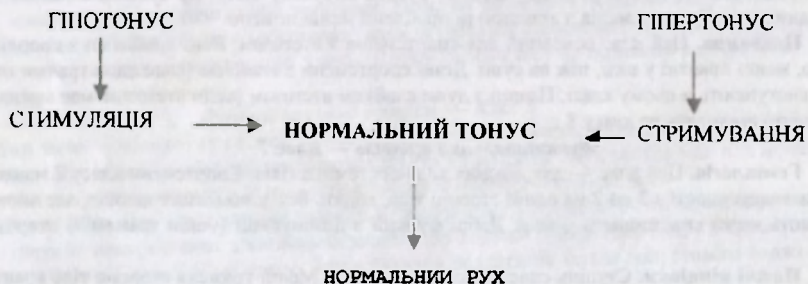 ГІПОТОНУС ГІПЕРТОНУС
СТИМУЛЯЦІЯ НОРМАЛЬНИЙ ТОНУС СТРИМУВАННЯ
НОРМАЛЬНИЙ РУХ